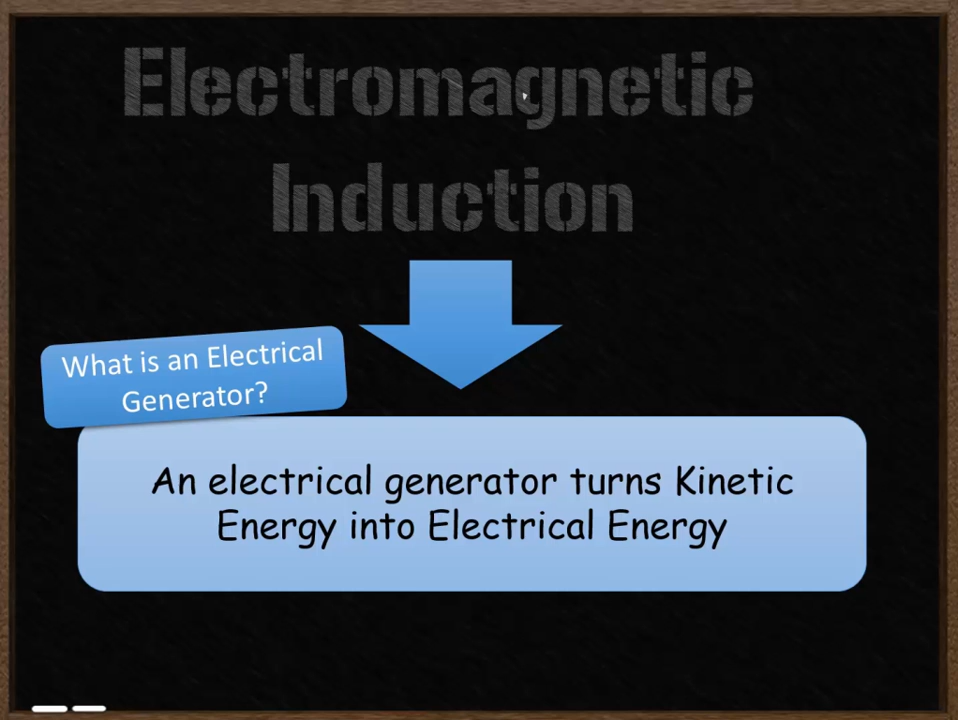 Electromagnetic
Induction
What is an Electrical
Generator?
An electrical generator turns Kinetic
Energy into Electrical Energy